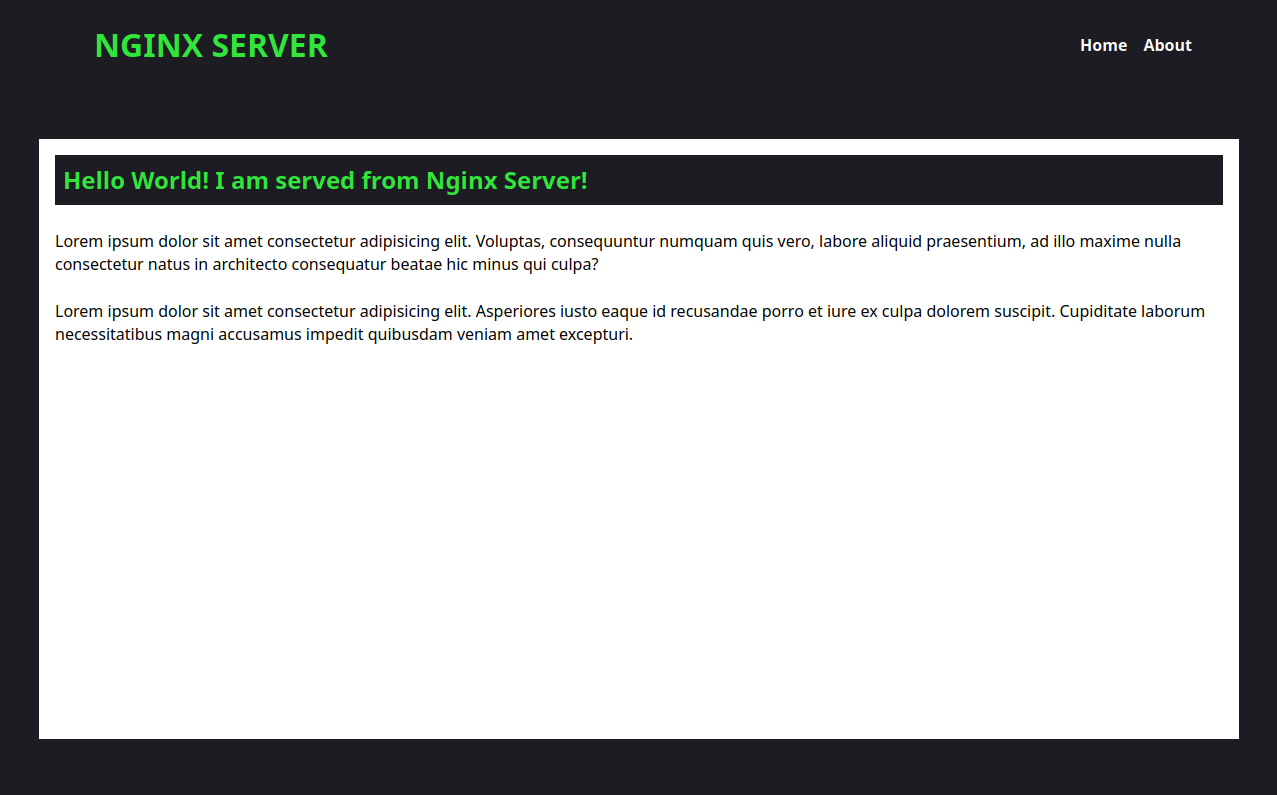 NGINX SERVER
Home About
Hello World! I am served from Nginx Server!
Lorem ipsum dolor sit amet consectetur adipisicing elit. Voluptas, consequuntur numquam quis vero, labore aliquid praesentium, ad illo maxime nulla
consectetur natus in architecto consequatur beatae hic minus qui culpa?
Lorem ipsum dolor sit amet consectetur adipisicing elit. Asperiores iusto eaque id recusandae porro et iure ex culpa dolorem suscipit. Cupiditate laborum
necessitatibus magni accusamus impedit quibusdam veniam amet excepturi.